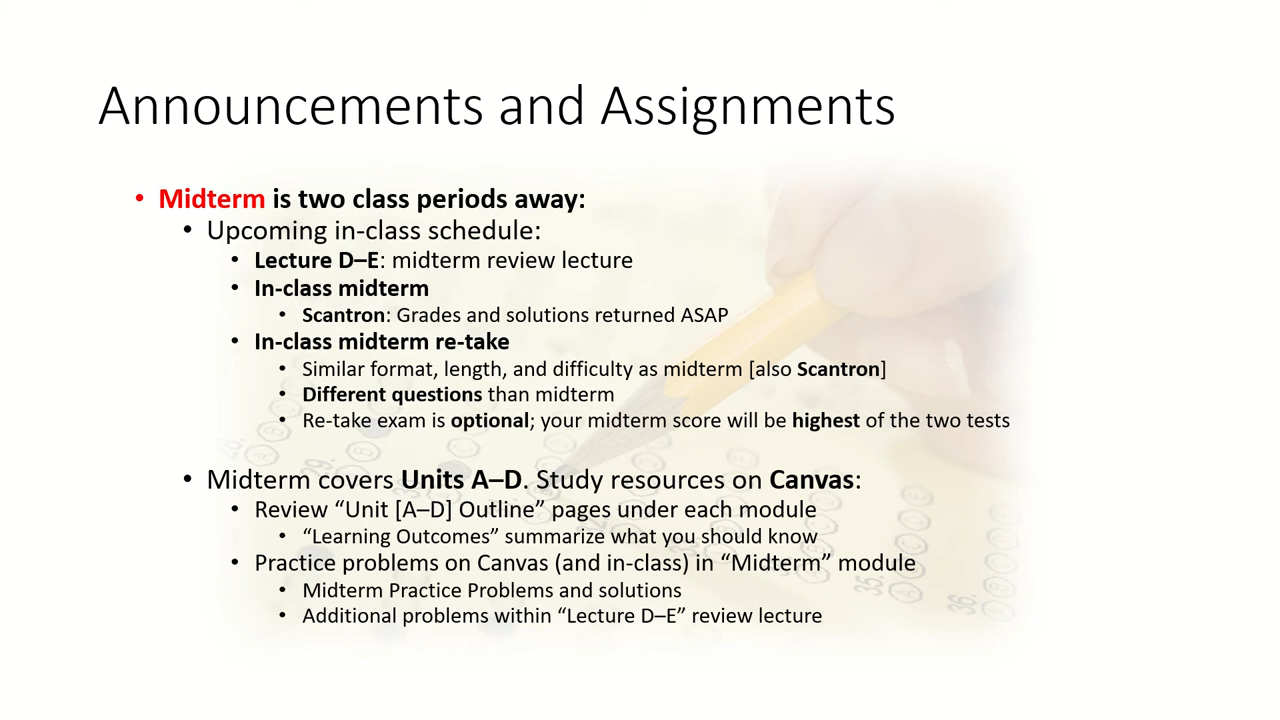 Announcements and Assignments
• Midterm is two class periods away:
• Upcoming in-class schedule:
• Lecture D–E: midterm review lecture
• In-class midterm
• Scantron: Grades and solutions returned ASAP
• In-class midterm re-take
• Similar format, length, and difficulty as midterm [also Scantron]
• Different questions than midterm
• Re-take exam is optional; your midterm score will be highest of the two tests
• Midterm covers Units A–D. Study resources on Canvas:
• Review “Unit [A–D] Outline” pages under each module
• “Learning Outcomes” summarize what you should know
• Practice problems on Canvas (and in-class) in “Midterm” module
• Midterm Practice Problems and solutions
• Additional problems within “Lecture D–E” review lecture
35.
36.